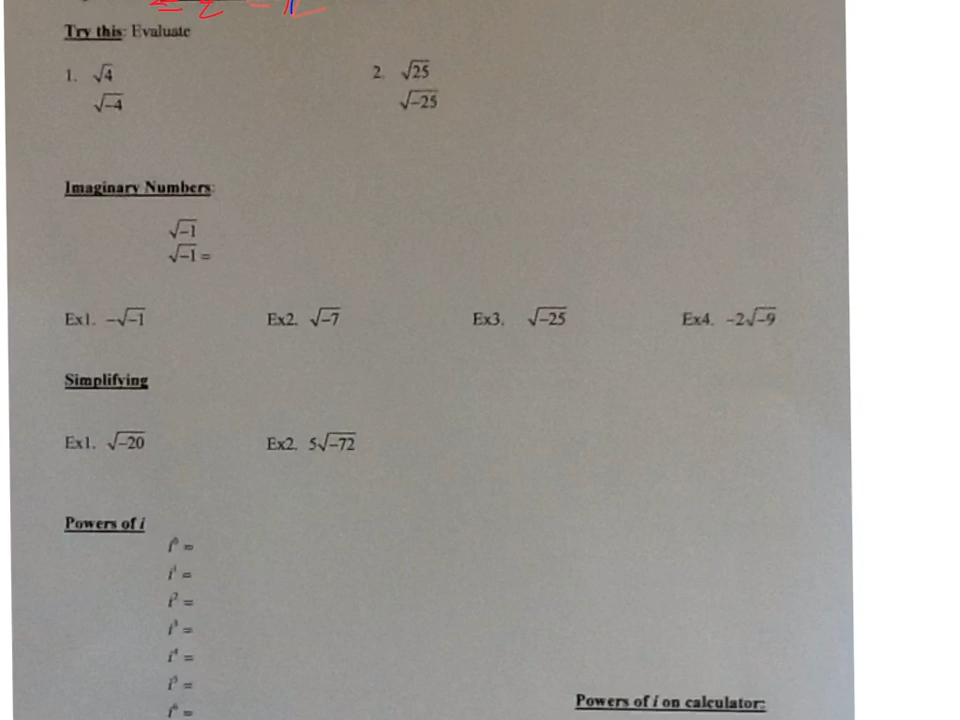 Try this: Evaluate
1. √4 2. √25
√-4 √-25
Imaginary Numbers:
√-1
√-1 =
Ex1. -√-1 Ex2. √-7 Ex3. √-25 Ex4. -2√-9
Simplifying
Ex1. √-20 Ex2. 5√-72
Powers of i
i⁰ =
i¹ =
i² =
i³ =
i⁴ =
i⁵ =
i⁶ =
Powers of i on calculator: